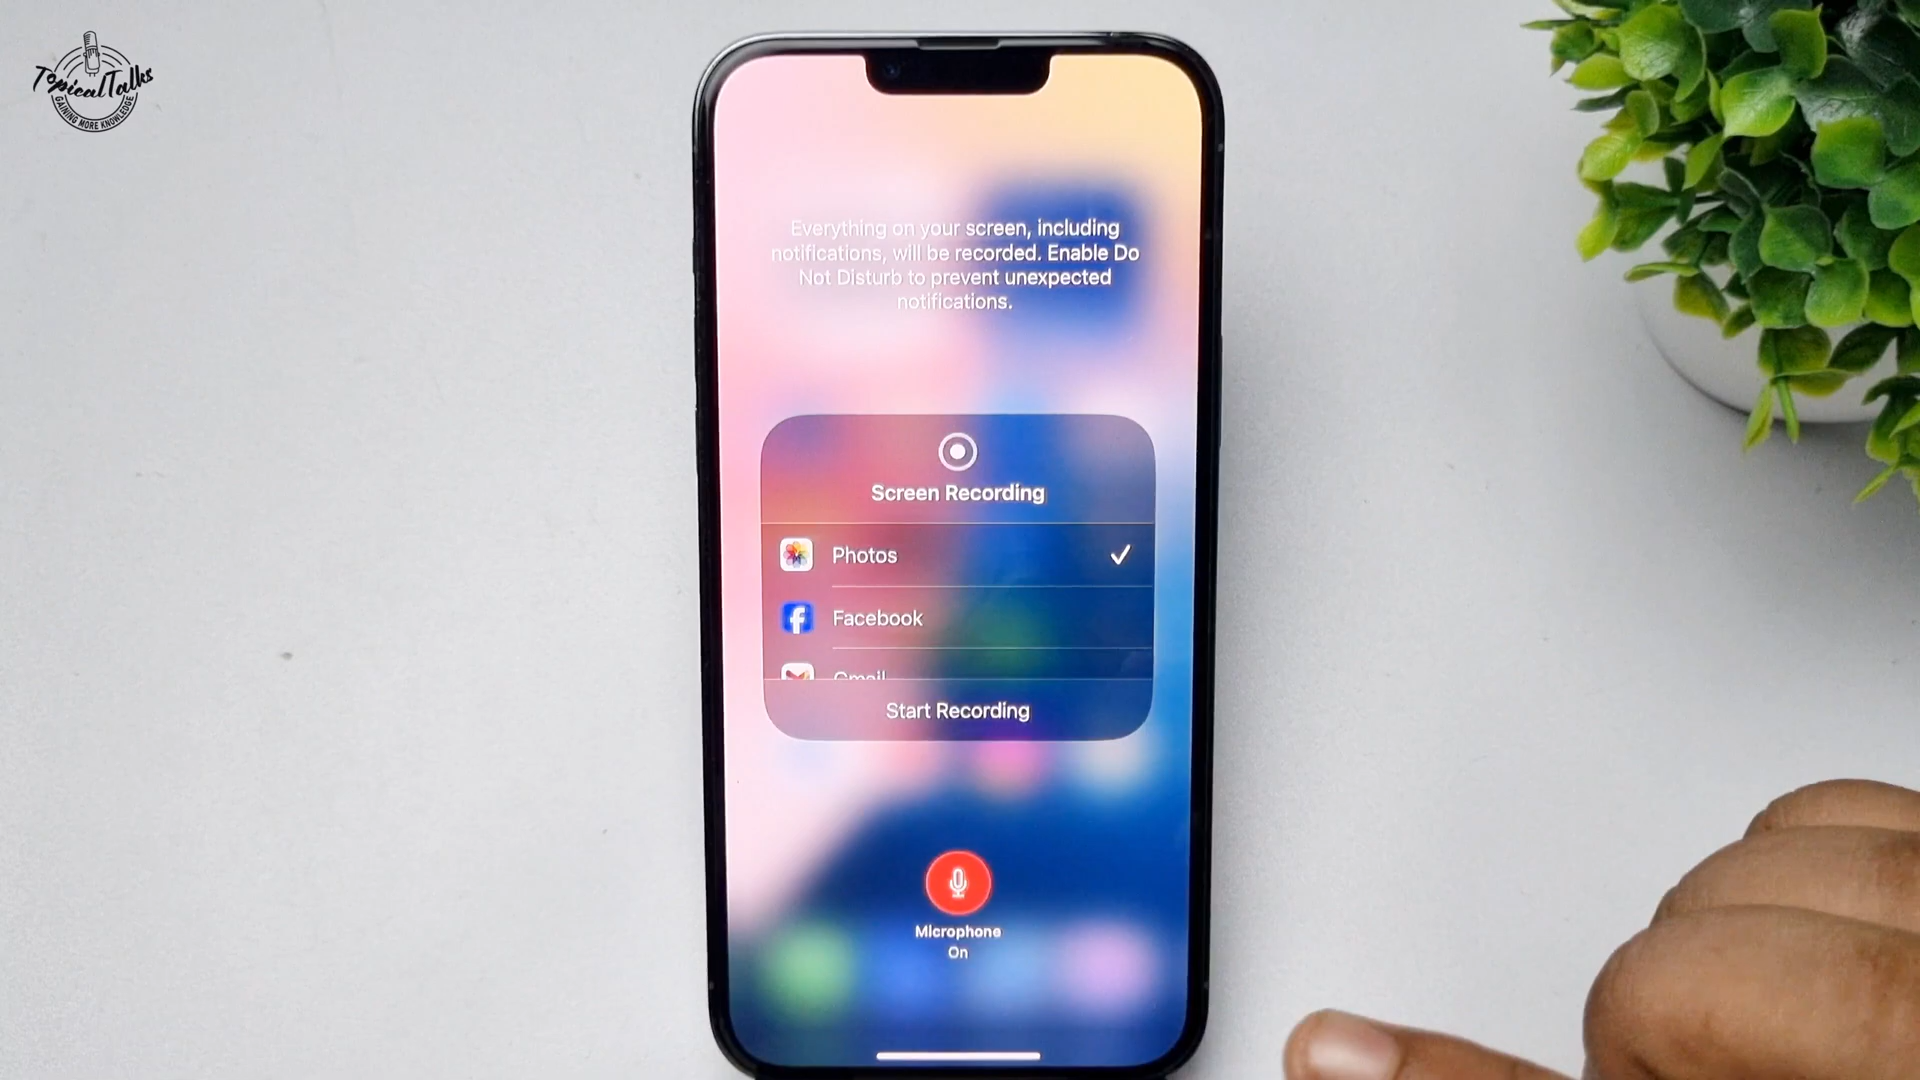 TopicalTalks
GAINING MORE KNOWLEDGE
Everything on your screen, including
notifications, will be recorded. Enable Do
Not Disturb to prevent unexpected
notifications.
Screen Recording
Photos
Facebook
Gmail
Start Recording
Microphone
On